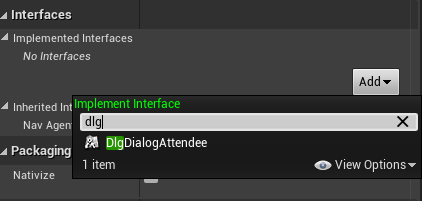 Interfaces
Implemented Interfaces
No Interfaces
Add
Implement Interface
dlg
Inherited Int
DlgDialogAttendee
Nav Agen
1 item
View Options
Packaging
Nativize